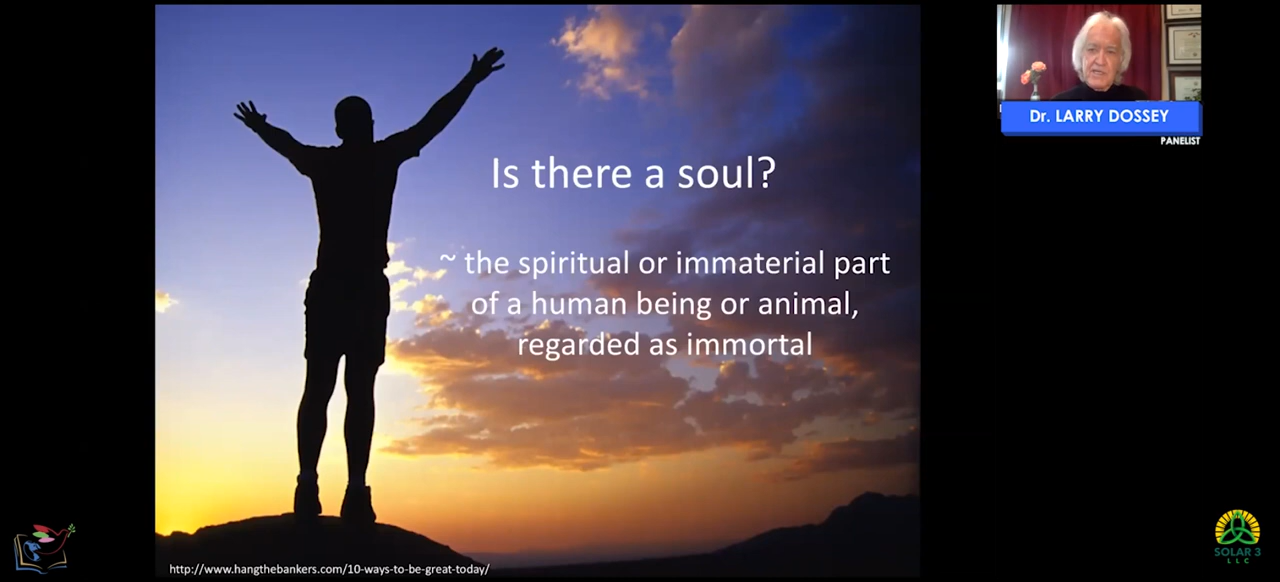 Is there a soul?
~ the spiritual or immaterial part
of a human being or animal,
regarded as immortal
http://www.hangthebankers.com/10-ways-to-be-great-today/
Dr. LARRY DOSSEY
PANELIST
SOLAR 3
LLC